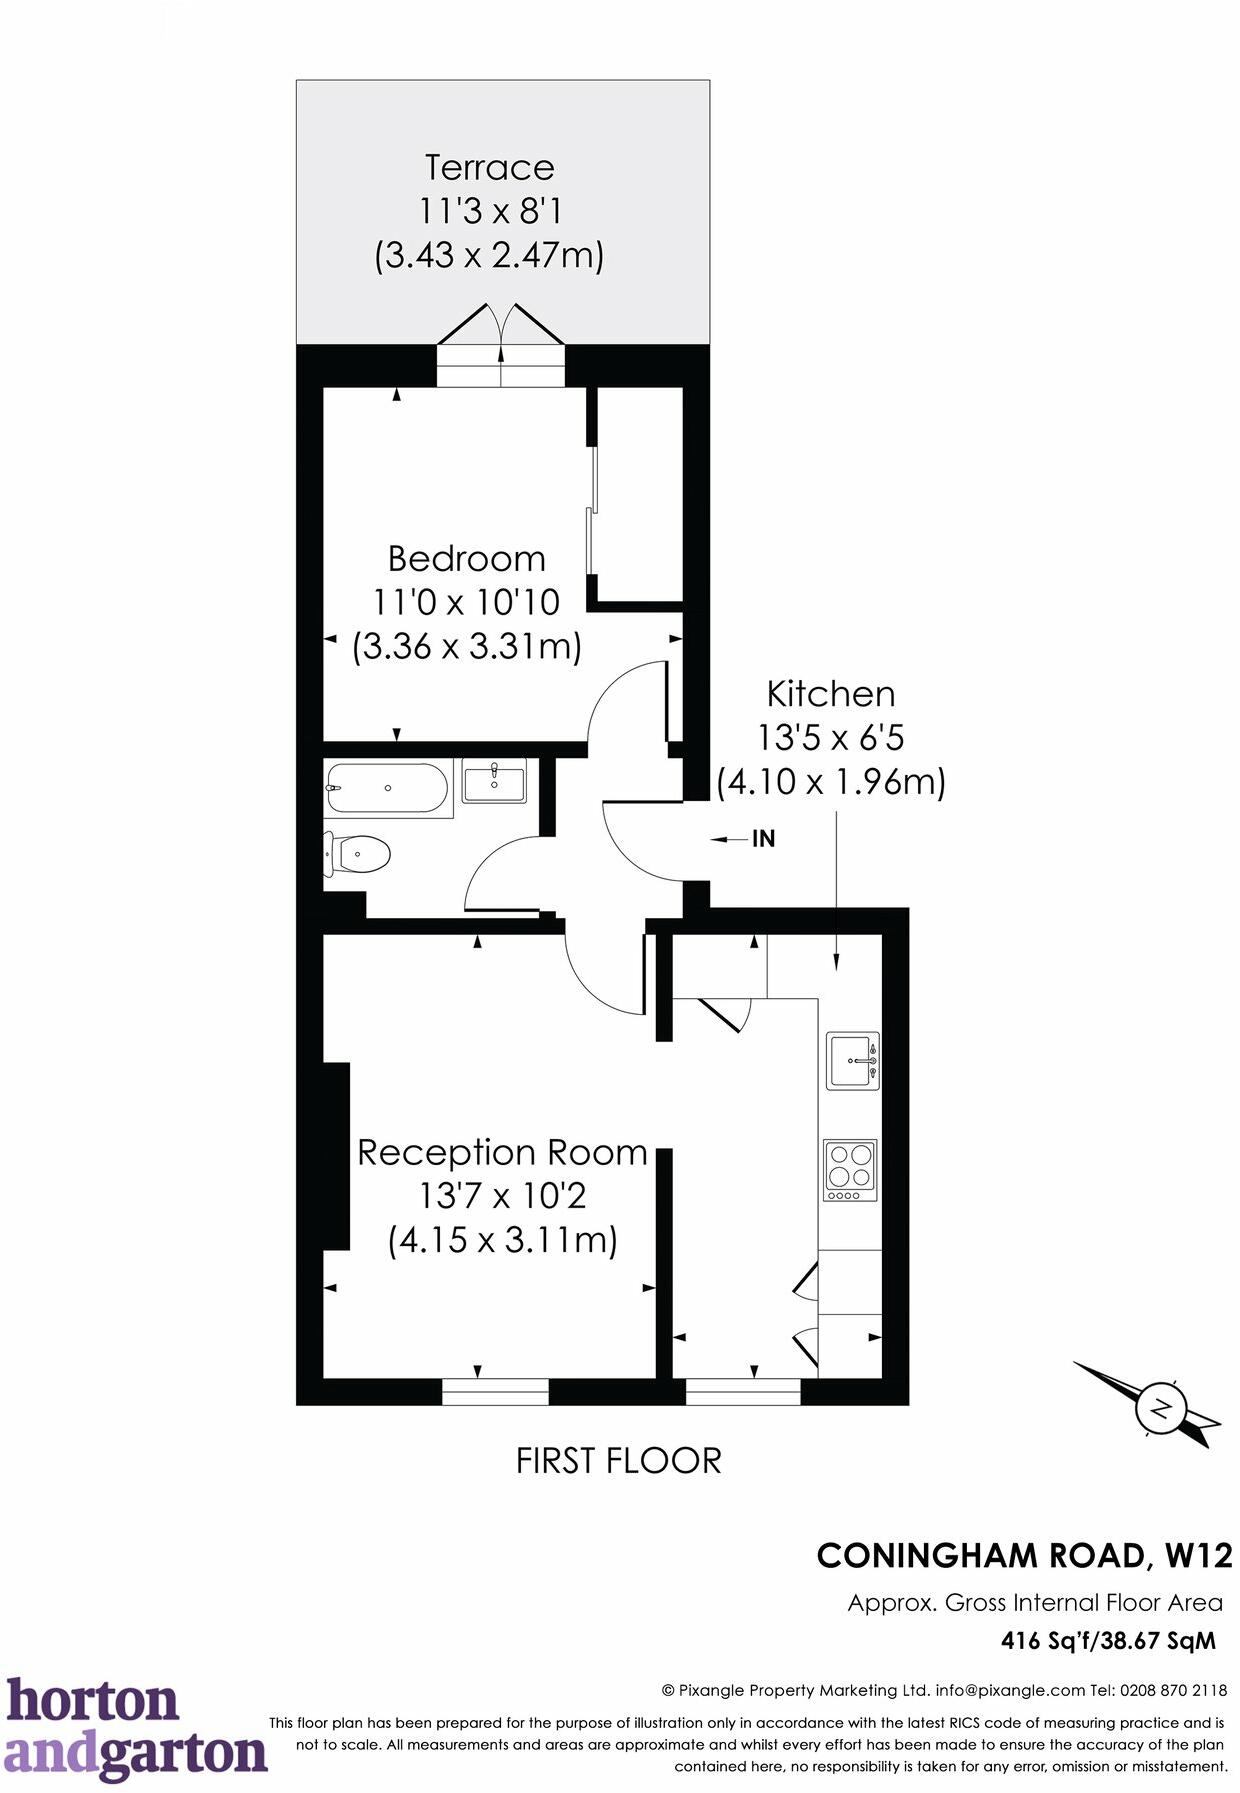 Terrace
11'3 x 8'1
(3.43 x 2.47m)
Bedroom
11'0 x 10'10
(3.36 x 3.31m)
Kitchen
13'5 x 6'5
(4.10 x 1.96m)
IN
Reception Room
13'7 x 10'2
(4.15 x 3.11m)
N
FIRST FLOOR
CONINGHAM ROAD, W12
Approx. Gross Internal Floor Area
416 Sq'f/38.67 SqM
horton
andgarton
© Pixangle Property Marketing Ltd. info@pixangle.com Tel: 0208 870 2118
This floor plan has been prepared for the purpose of illustration only in accordance with the latest RICS code of measuring practice and is
not to scale. All measurements and areas are approximate and whilst every effort has been made to ensure the accuracy of the plan
contained here, no responsibility is taken for any error, omission or misstatement.